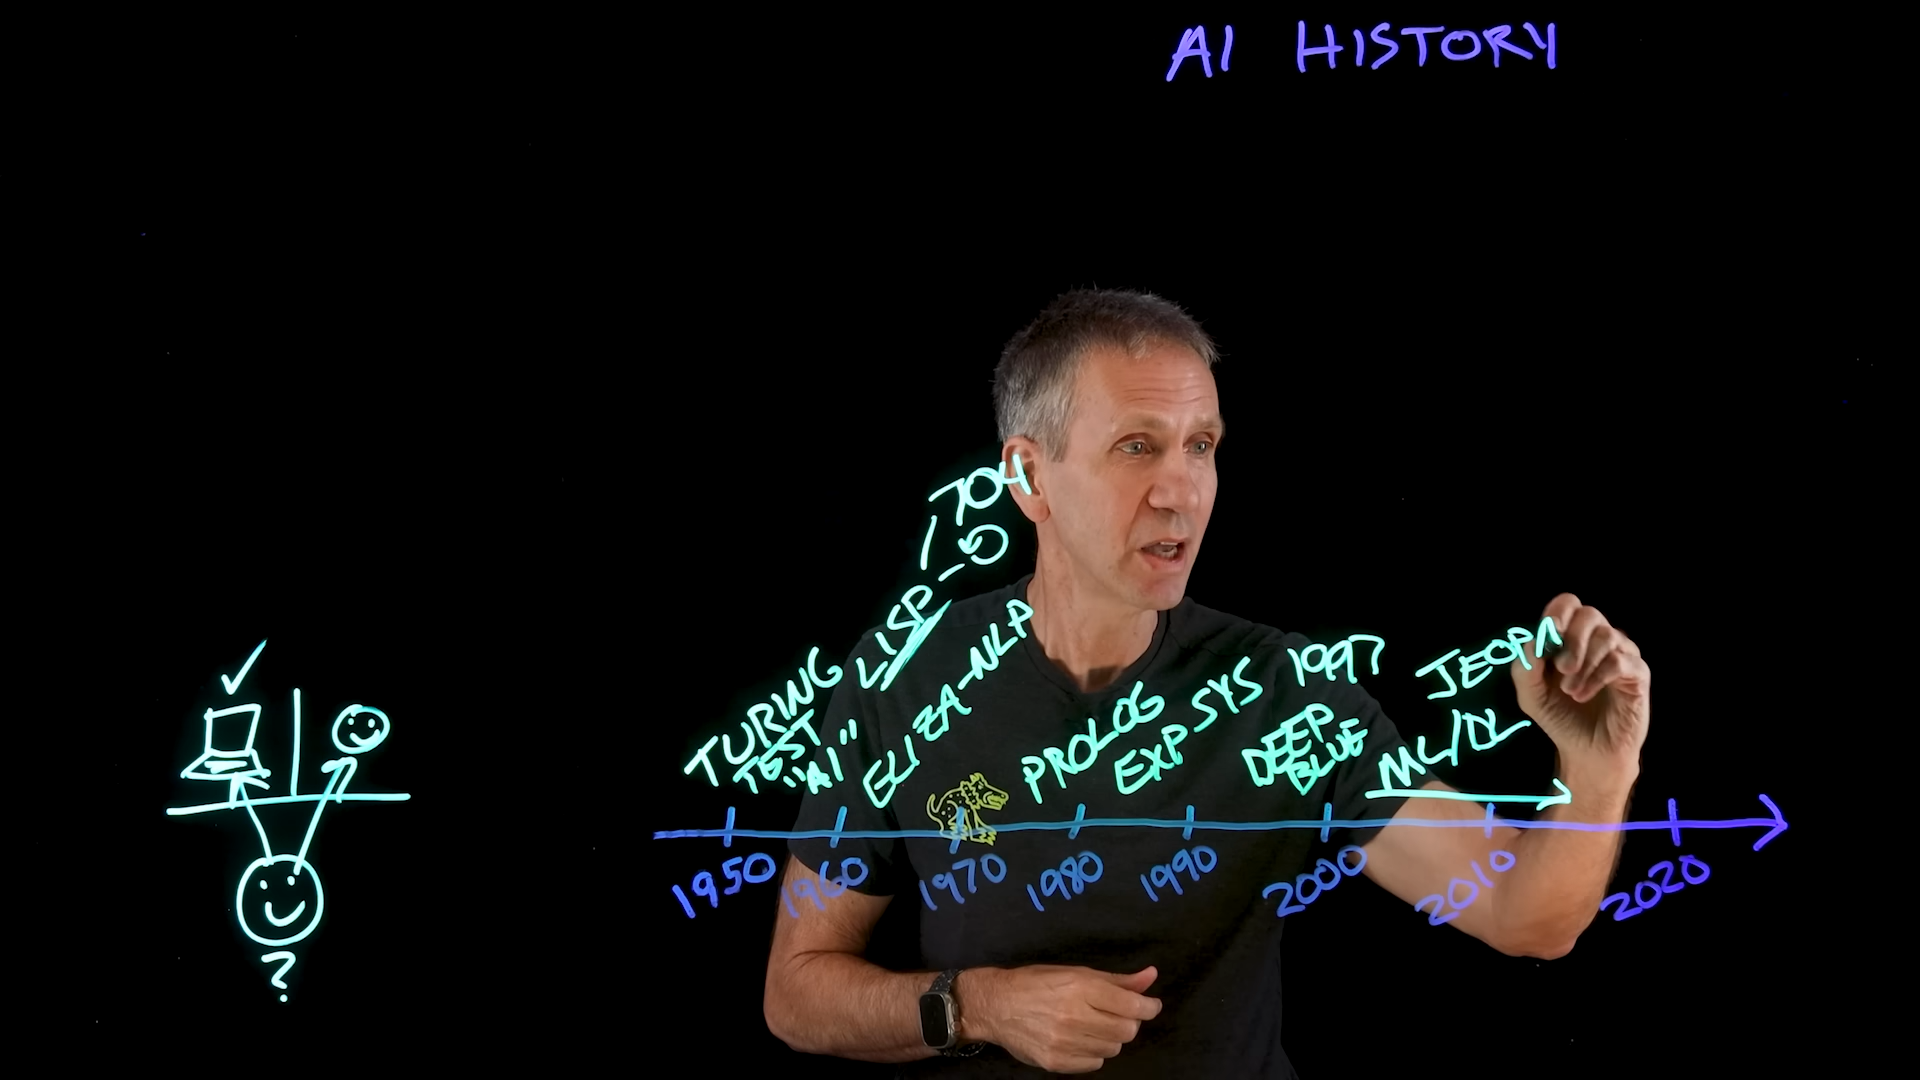 AI HISTORY
704
LISP
TURING
TEST
"AI"
ELIZA-NLP
PROLOG
EXP SYS
1997
DEEP
BLUE
JEOPA
ML/DL
1950
1960
1970
1980
1990
2000
2010
2020
?